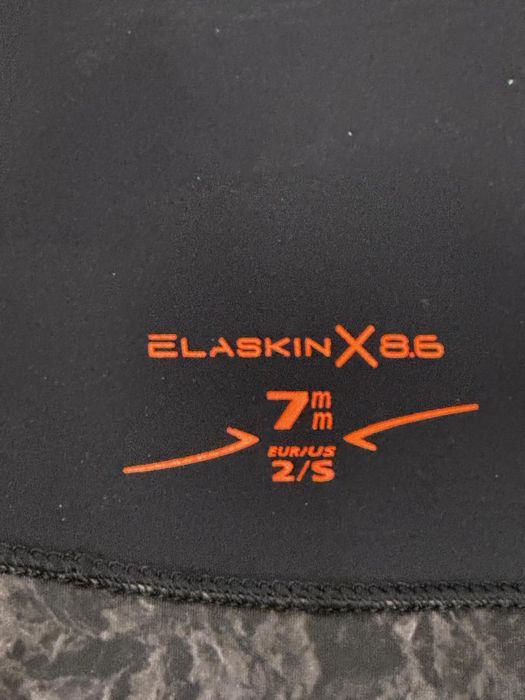 ELASKIN X 8.6
7mm
EUR/US
2/S